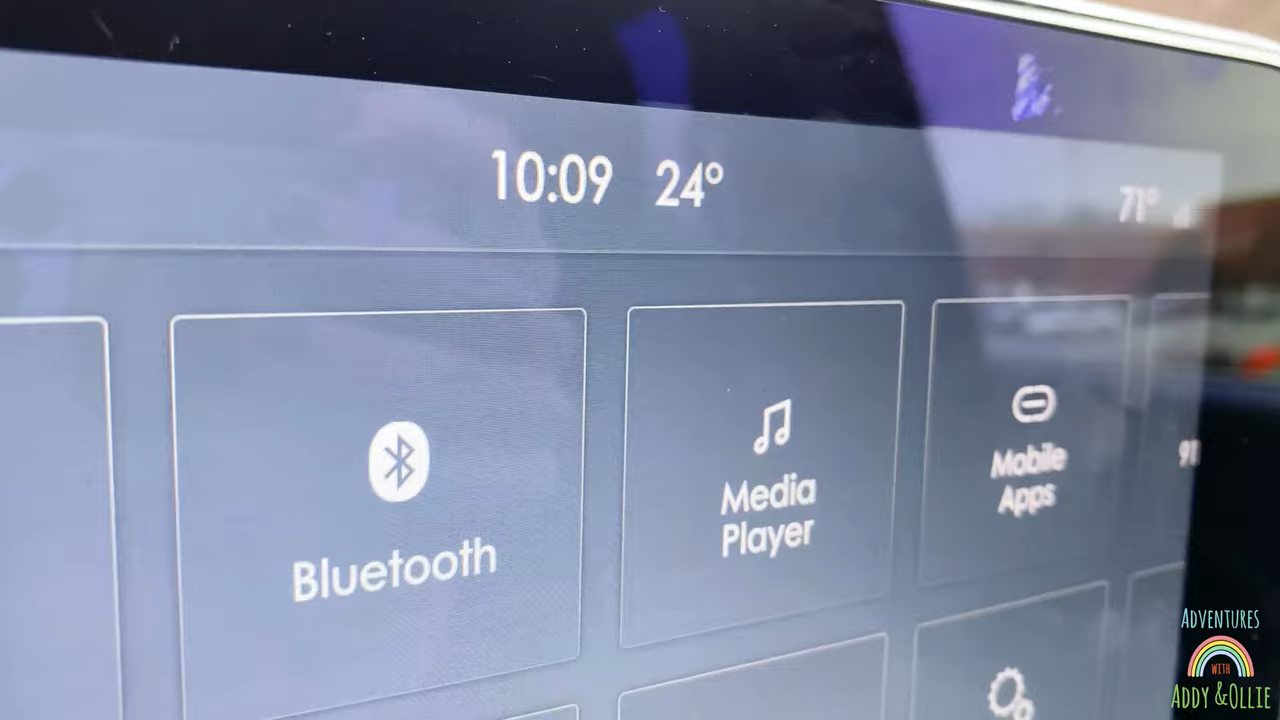 10:09 24°
71°
Bluetooth
Media
Player
Mobile
Apps
ADVENTURES
WITH
ADDY & OLLIE